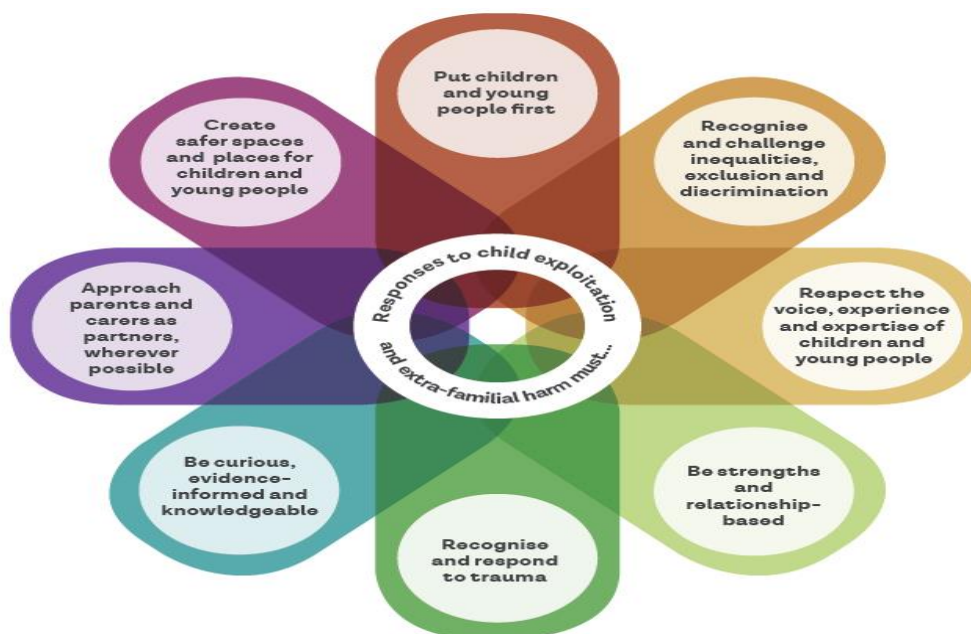 Put children
and young
people first
Recognise
and challenge
inequalities,
exclusion and
discrimination
Respect the
voice, experience
and expertise of
children and
young people
Be strengths
and
relationship-
based
Recognise
and respond
to trauma
Be curious,
evidence-
informed and
knowledgeable
Approach
parents and
carers as
partners,
wherever
possible
Create
safer spaces
and places for
children and
young people
Responses to child exploitation
and extra-familial harm must...